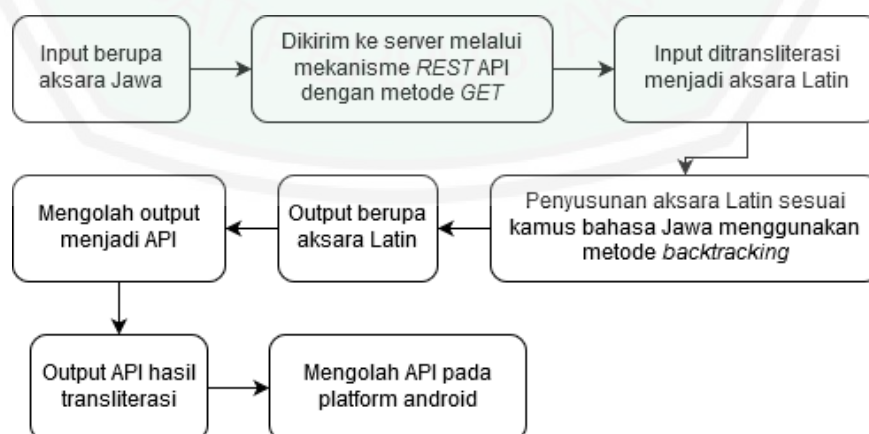 Input berupa
aksara Jawa
Dikirim ke server melalui
mekanisme REST API
dengan metode GET
Input ditransliterasi
menjadi aksara Latin
Penyusunan aksara Latin sesuai
kamus bahasa Jawa menggunakan
metode backtracking
Output berupa
aksara Latin
Mengolah output
menjadi API
Output API hasil
transliterasi
Mengolah API pada
platform android